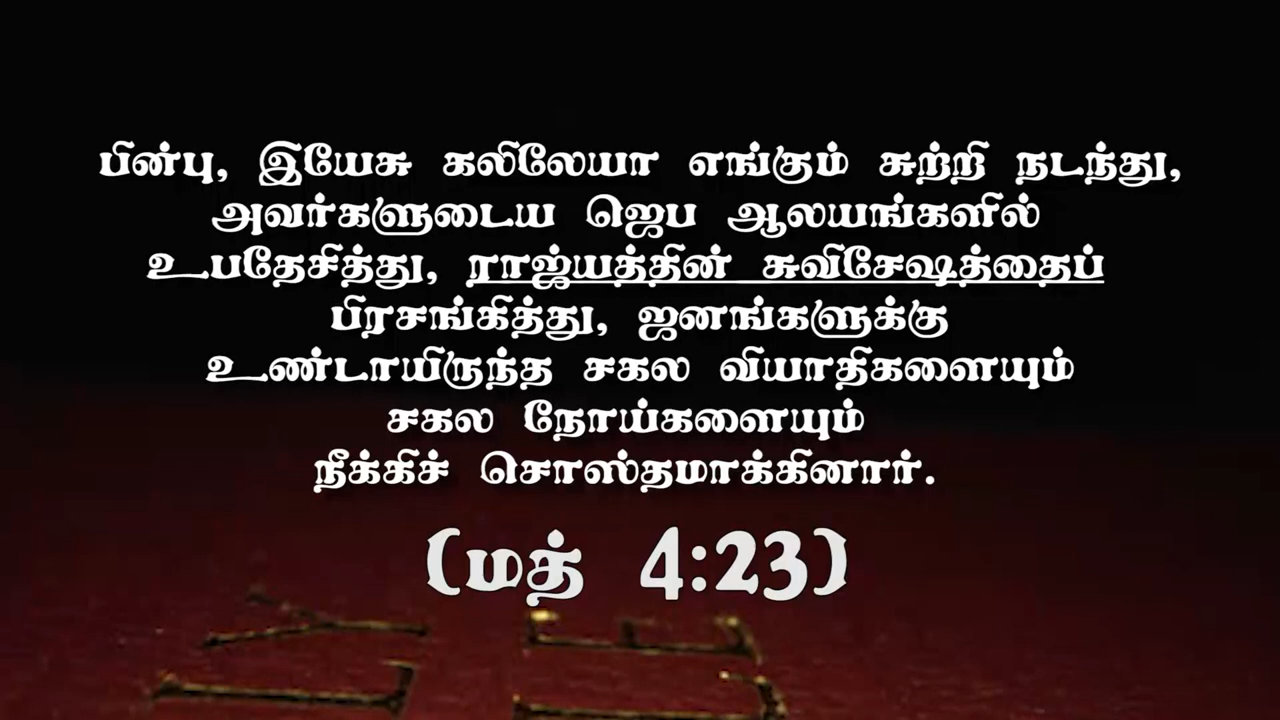 பின்பு, இயேசு கலிலேயா எங்கும் சுற்றி நடந்து,
அவர்களுடைய ஜெப ஆலயங்களில்
உபதேசித்து, ராஜ்யத்தின் சுவிசேஷத்தைப்
பிரசங்கித்து, ஜனங்களுக்கு
உண்டாயிருந்த சகல வியாதிகளையும்
சகல நோய்களையும்
நீக்கிச் சொஸ்தமாக்கினார்.
(மத் 4:23)